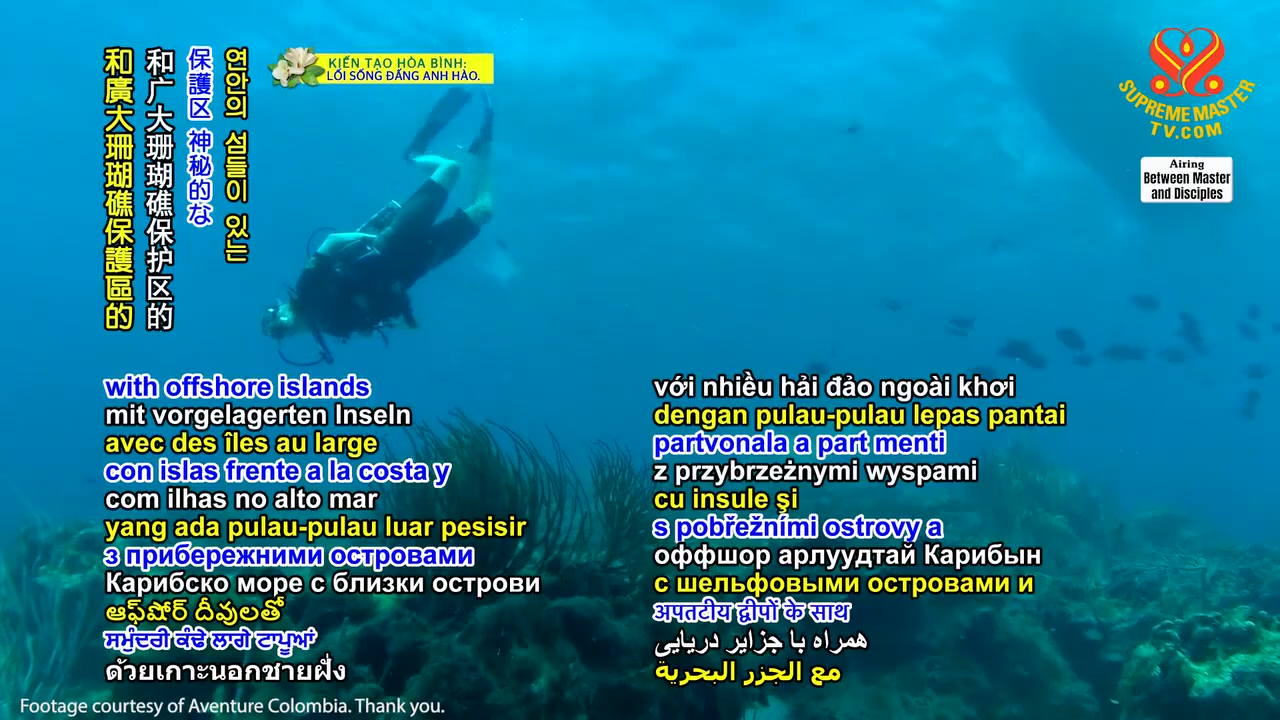 和廣大珊瑚礁保護區的
和广大珊瑚礁保护区的
保護区 神秘的な
연안의 섬들이 있는
KIẾN TẠO HÒA BÌNH:
LỐI SỐNG ĐẤNG ANH HÀO.
SUPREME MASTER
TV.COM
Airing
Between Master
and Disciples
with offshore islands
mit vorgelagerten Inseln
avec des îles au large
con islas frente a la costa y
com ilhas no alto mar
yang ada pulau-pulau luar pesisir
з прибережними островами
Карибско море с близки острови
ఆఫ్‌షోర్ దీవులతో
ਸਮੁੰਦਰੀ ਕੰਢੇ ਲਾਗੇ ਟਾਪੂਆਂ
ด้วยเกาะนอกชายฝั่ง
với nhiều hải đảo ngoài khơi
dengan pulau-pulau lepas pantai
partvonala a part menti
z przybrzeżnymi wyspami
cu insule şi
s pobřežními ostrovy a
оффшор арлуудтай Карибын
с шельфовыми островами и
अपतटीय द्वीपों के साथ
همراه با جزایر دریایی
مع الجزر البحرية
Footage courtesy of Aventure Colombia. Thank you.